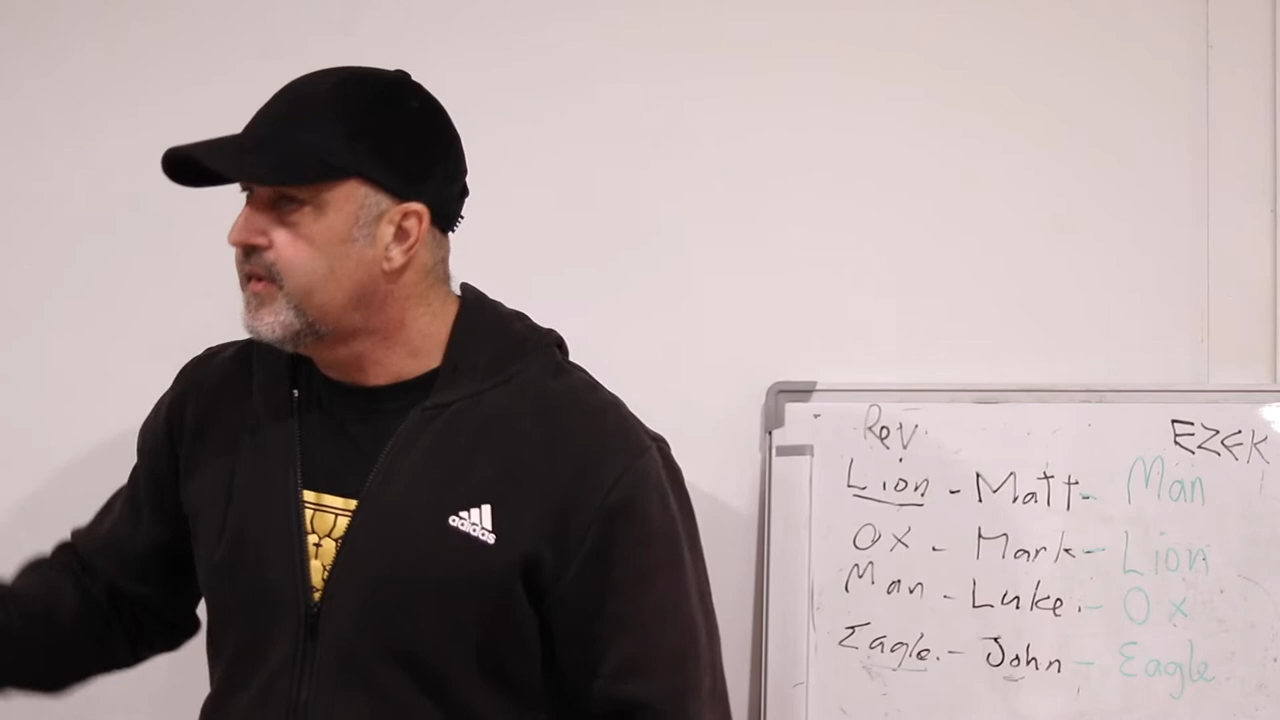 adidas
Rev. EZEK
Lion - Matt - Man
Ox - Mark - Lion
Man - Luke. - Ox
Eagle. - John - Eagle